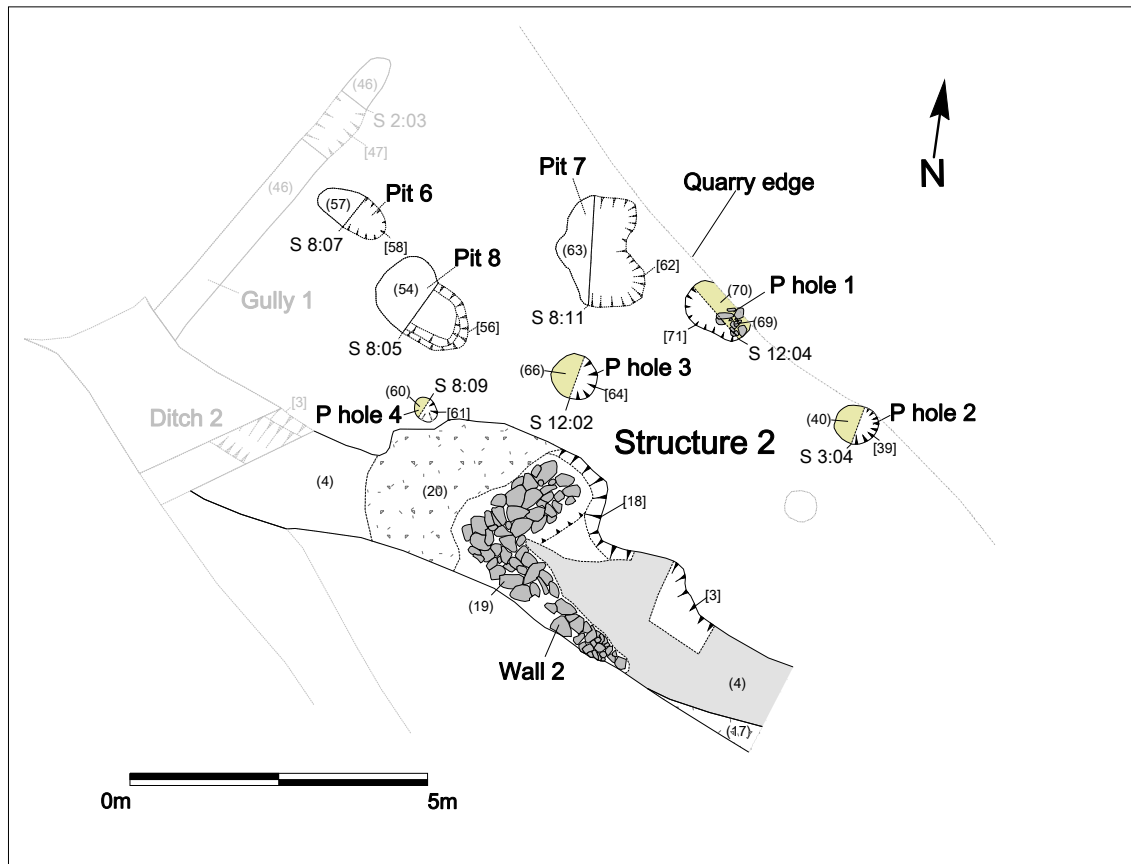 (46)
S 2:03
[47]
(46)
Pit 7
Quarry edge
N
(57)
Pit 6
S 8:07
[58]
(63)
[62]
Pit 8
(54)
Gully 1
(70)
P hole 1
(69)
[71]
S 12:04
S 8:11
[56]
S 8:05
(66)
P hole 3
[64]
S 12:02
S 8:09
(60)
P hole 4
[61]
[3]
Ditch 2
(40)
P hole 2
[39]
S 3:04
Structure 2
(4)
(20)
[18]
(19)
[3]
Wall 2
(4)
(17)
0m
5m